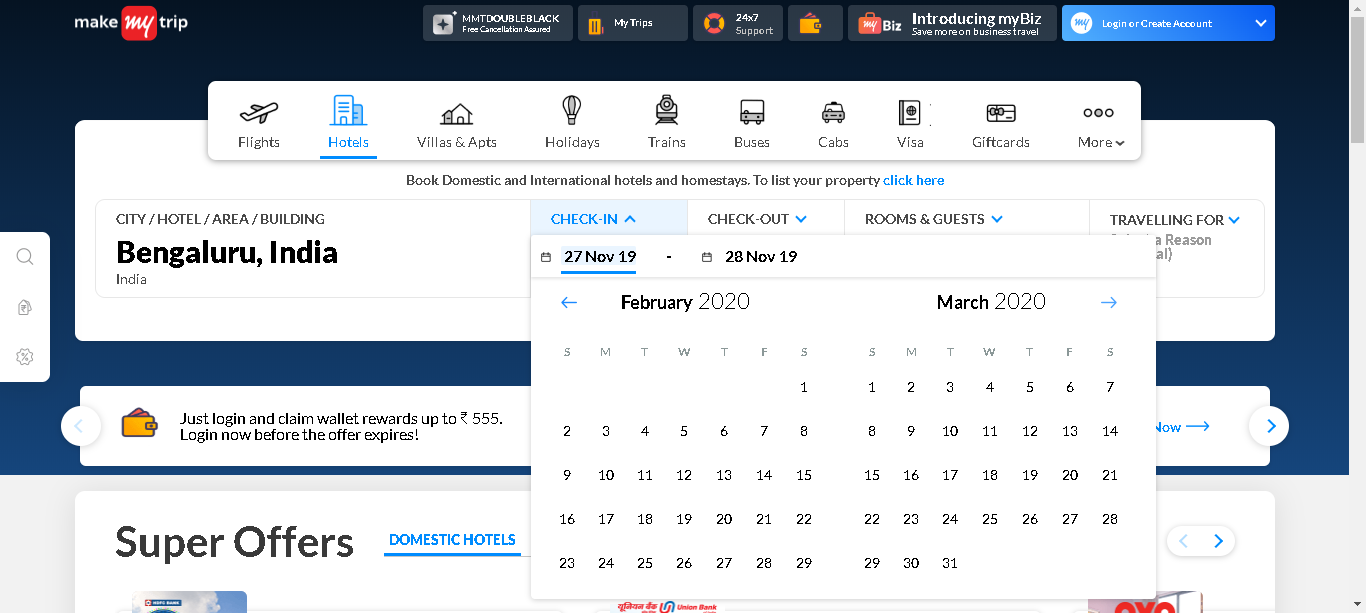 make my trip
MMTDOUBLEBLACK
Free Cancellation Assured
My Trips
24x7
Support
my Biz
Introducing myBiz
Save more on business travel
my
Login or Create Account
Flights
Hotels
Villas & Apts
Holidays
Trains
Buses
Cabs
Visa
Giftcards
More
Book Domestic and International hotels and homestays. To list your property click here
CITY / HOTEL / AREA / BUILDING
CHECK-IN
CHECK-OUT
ROOMS & GUESTS
TRAVELLING FOR
Bengaluru, India
India
a Reason
27 Nov 19 - 28 Nov 19
February 2020
March 2020
S M T W T F S S M T W T F S
1 1 2 3 4 5 6 7
2 3 4 5 6 7 8 8 9 10 11 12 13 14
9 10 11 12 13 14 15 15 16 17 18 19 20 21
16 17 18 19 20 21 22 22 23 24 25 26 27 28
23 24 25 26 27 28 29 29 30 31
Just login and claim wallet rewards up to ₹ 555.
Login now before the offer expires!
Now
Super Offers
DOMESTIC HOTELS
HDFC BANK
यूनियन बैंक Union Bank
OYO